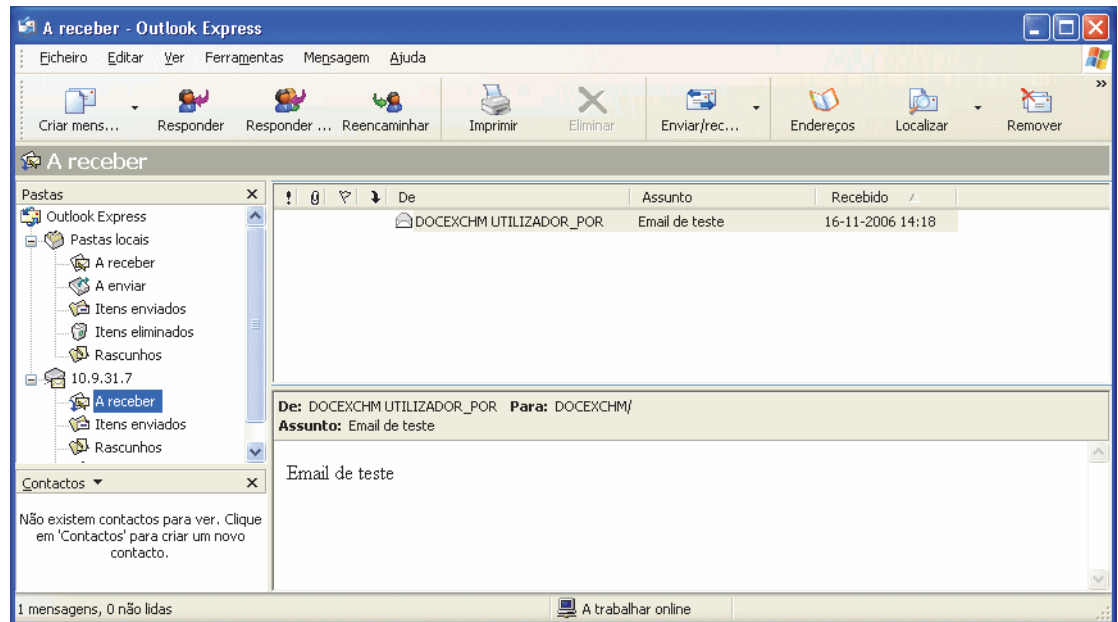 A receber - Outlook Express
Ficheiro Editar Ver Ferramentas Mensagem Ajuda
Criar mens... Responder Responder ... Reencaminhar Imprimir Eliminar Enviar/rec... Endereços Localizar Remover
A receber
Pastas
Outlook Express
Pastas locais
A receber
A enviar
Itens enviados
Itens eliminados
Rascunhos
10.9.31.7
A receber
Itens enviados
Rascunhos
Contactos
Não existem contactos para ver. Clique
em 'Contactos' para criar um novo
contacto.
De Assunto Recebido
DOCEXCHM UTILIZADOR_POR Email de teste 16-11-2006 14:18
De: DOCEXCHM UTILIZADOR_POR Para: DOCEXCHM/
Assunto: Email de teste
Email de teste
1 mensagens, 0 não lidas A trabalhar online